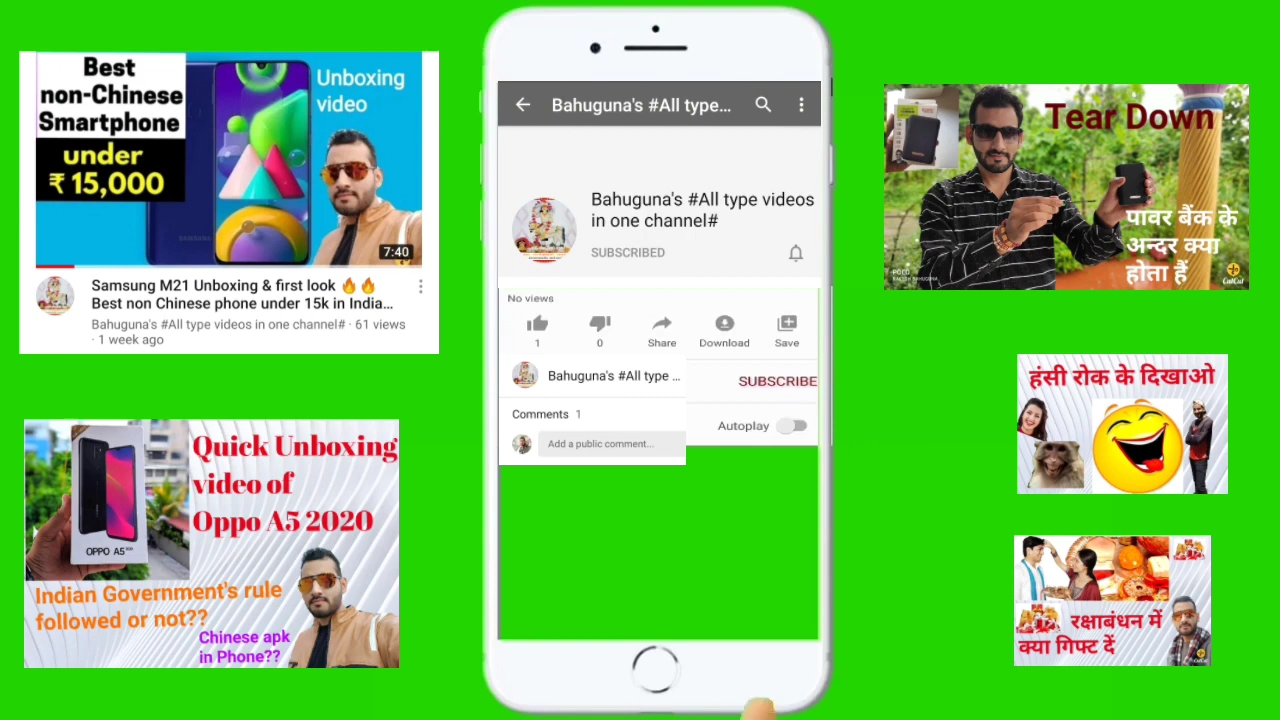 Best
non-Chinese
Smartphone
under
₹ 15,000
Unboxing
video
SAMSUNG
7:40
Samsung M21 Unboxing & first look 🔥🔥
Best non Chinese phone under 15k in India...
Bahuguna's #All type videos in one channel# · 61 views
· 1 week ago
Quick Unboxing
video of
Oppo A5 2020
OPPO A5
Indian Government's rule
followed or not??
Chinese apk
in Phone??
Bahuguna's #All type...
Bahuguna's #All type videos
in one channel#
SUBSCRIBED
No views
1 0 Share Download Save
Bahuguna's #All type ...
SUBSCRIBE
Comments 1
Autoplay
Add a public comment...
Tear Down
पावर बैंक के
अन्दर क्या
होता हैं
POCO
CutCut
हंसी रोक के दिखाओ
रक्षाबंधन में
क्या गिफ्ट दें
CutCut